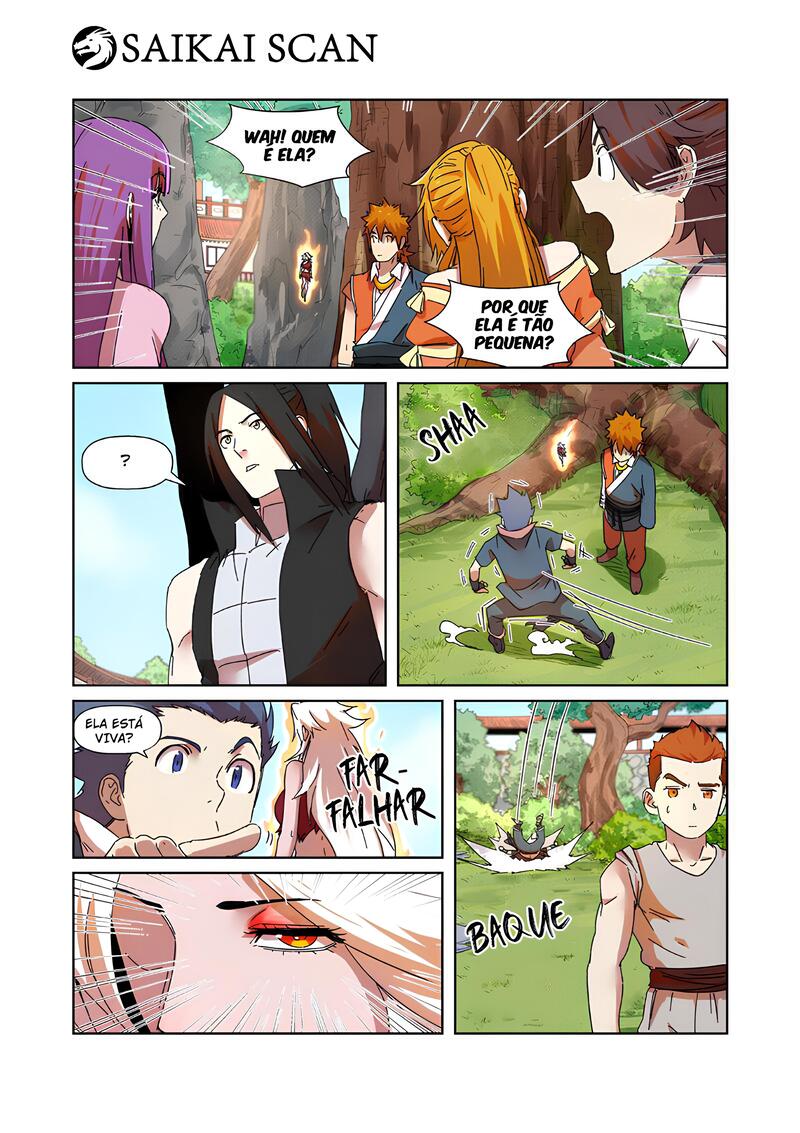 SAIKAI SCAN
WAH! QUEM
É ELA?
POR QUE
ELA É TÃO
PEQUENA?
?
SHAA
ELA ESTÁ
VIVA?
FAR-
FALHAR
BAQUE